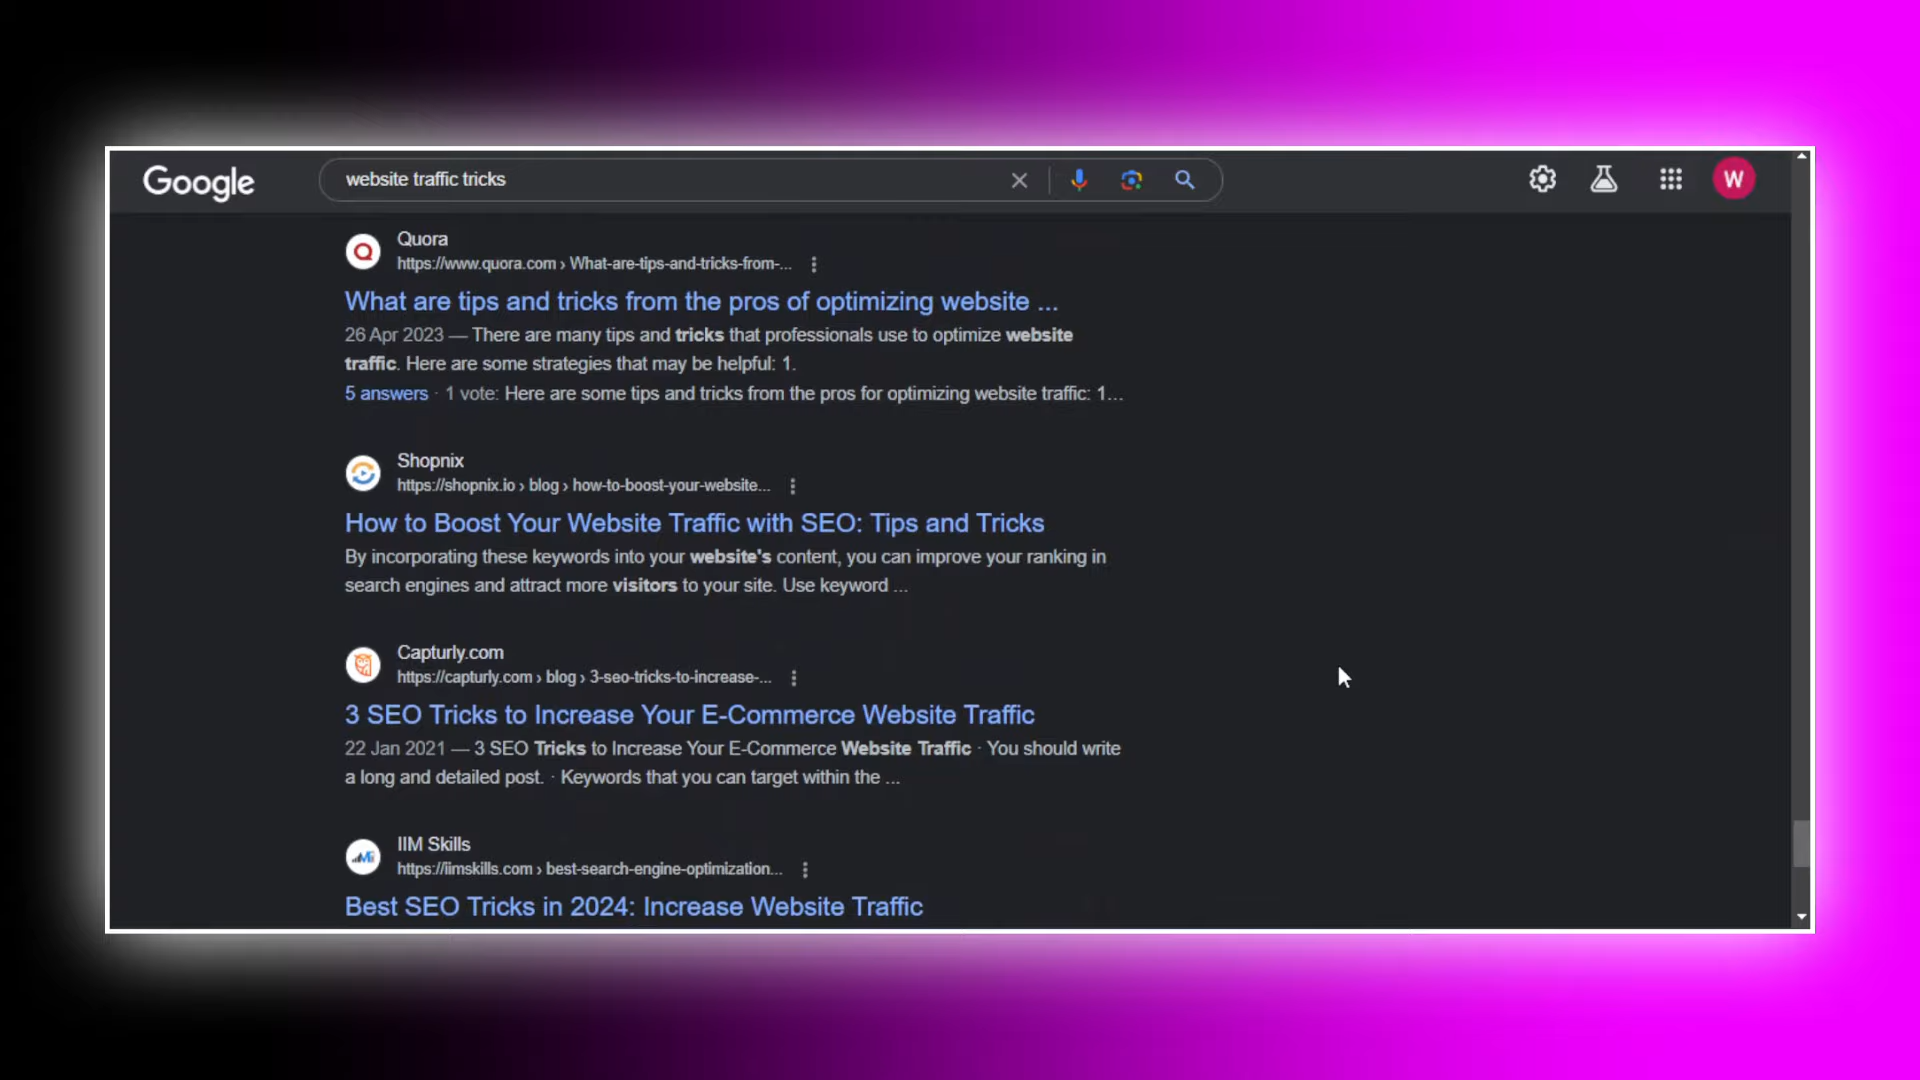 Google
website traffic tricks
W
Quora
https://www.quora.com › What-are-tips-and-tricks-from-...
What are tips and tricks from the pros of optimizing website ...
26 Apr 2023 — There are many tips and tricks that professionals use to optimize website
traffic. Here are some strategies that may be helpful: 1.
5 answers · 1 vote: Here are some tips and tricks from the pros for optimizing website traffic: 1...
Shopnix
https://shopnix.io › blog › how-to-boost-your-website...
How to Boost Your Website Traffic with SEO: Tips and Tricks
By incorporating these keywords into your website's content, you can improve your ranking in
search engines and attract more visitors to your site. Use keyword ...
Capturly.com
https://capturly.com › blog › 3-seo-tricks-to-increase-...
3 SEO Tricks to Increase Your E-Commerce Website Traffic
22 Jan 2021 — 3 SEO Tricks to Increase Your E-Commerce Website Traffic · You should write
a long and detailed post. · Keywords that you can target within the ...
IIM Skills
https://iimskills.com › best-search-engine-optimization...
Best SEO Tricks in 2024: Increase Website Traffic